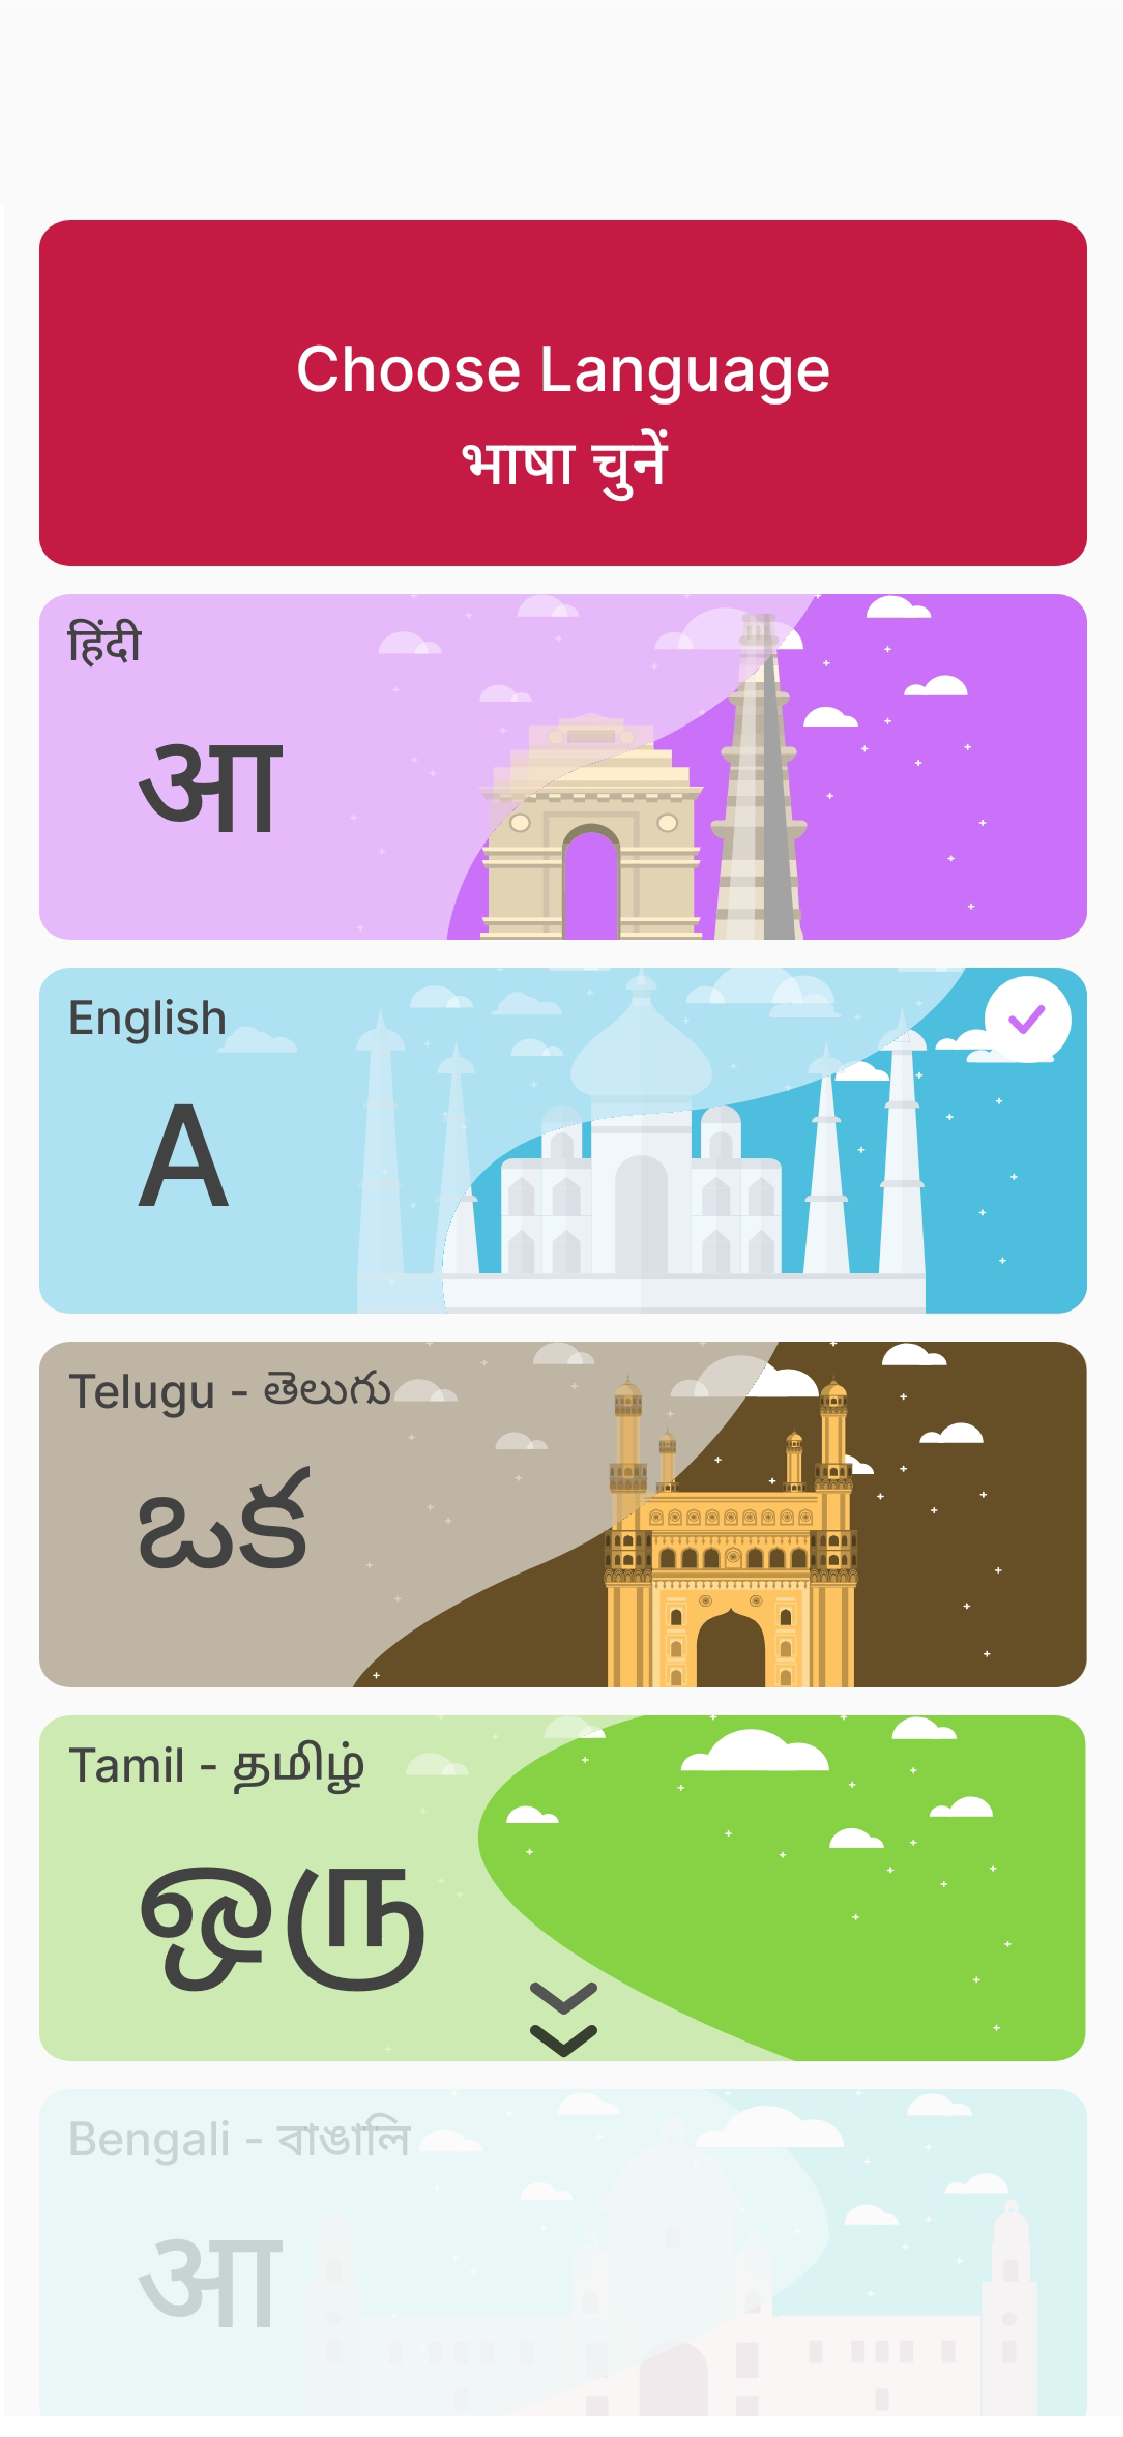 Choose Language
भाषा चुनें
हिंदी
आ
English
A
Telugu - తెలుగు
ఒక
Tamil - தமிழ்
ஒரு
Bengali - বাঙালি
आ